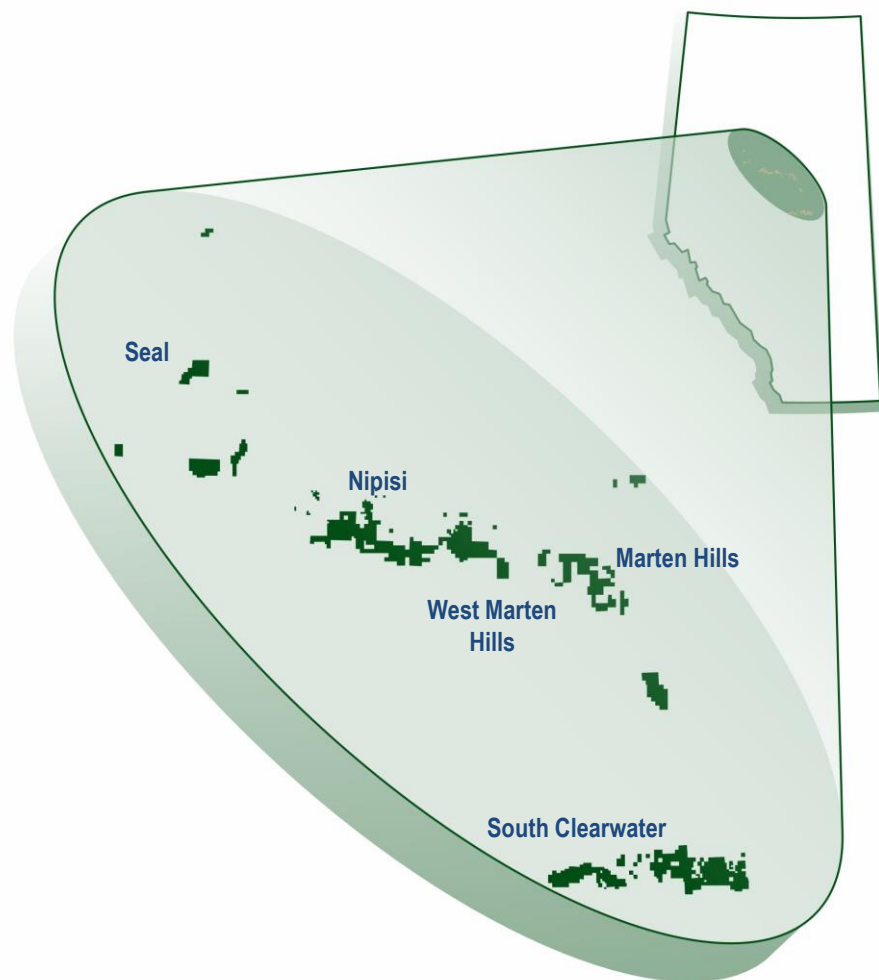 Seal
Nipisi
Marten Hills
West Marten
Hills
South Clearwater